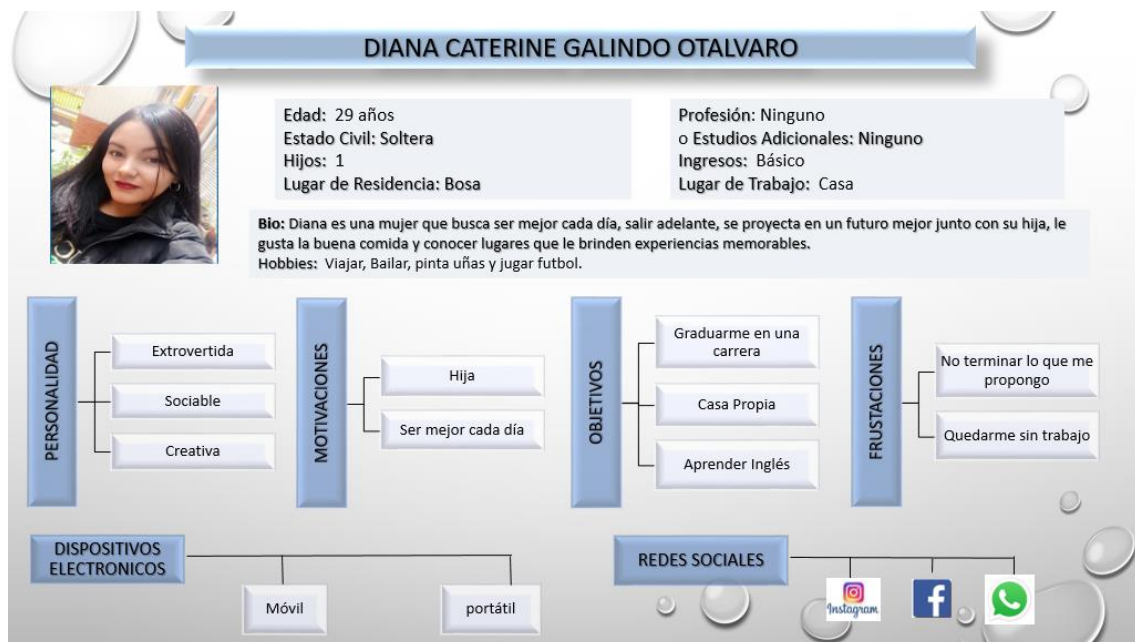 DIANA CATERINE GALINDO OTALVARO
Edad: 29 años
Estado Civil: Soltera
Hijos: 1
Lugar de Residencia: Bosa
Profesión: Ninguno
o Estudios Adicionales: Ninguno
Ingresos: Básico
Lugar de Trabajo: Casa
Bio: Diana es una mujer que busca ser mejor cada día, salir adelante, se proyecta en un futuro mejor junto con su hija, le
gusta la buena comida y conocer lugares que le brinden experiencias memorables.
Hobbies: Viajar, Bailar, pinta uñas y jugar futbol.
PERSONALIDAD
Extrovertida
Sociable
Creativa
MOTIVACIONES
Hija
Ser mejor cada día
OBJETIVOS
Graduarme en una
carrera
Casa Propia
Aprender Inglés
FRUSTACIONES
No terminar lo que me
propongo
Quedarme sin trabajo
DISPOSITIVOS
ELECTRONICOS
Móvil
portátil
REDES SOCIALES
Instagram